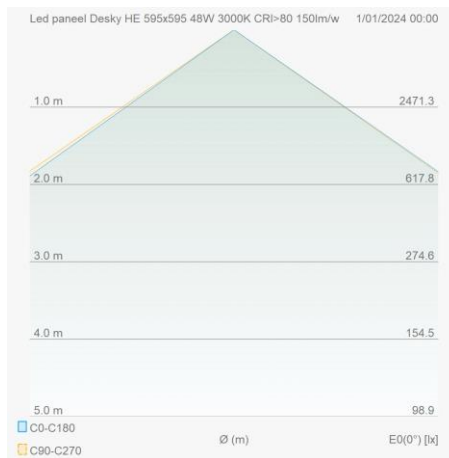 Led paneel Desky HE 595x595 48W 3000K CRI>80 150lm/w 1/01/2024 00:00
1.0 m 2471.3
2.0 m 617.8
3.0 m 274.6
4.0 m 154.5
5.0 m 98.9
C0-C180
Ø (m) E0(0°) [lx]
C90-C270